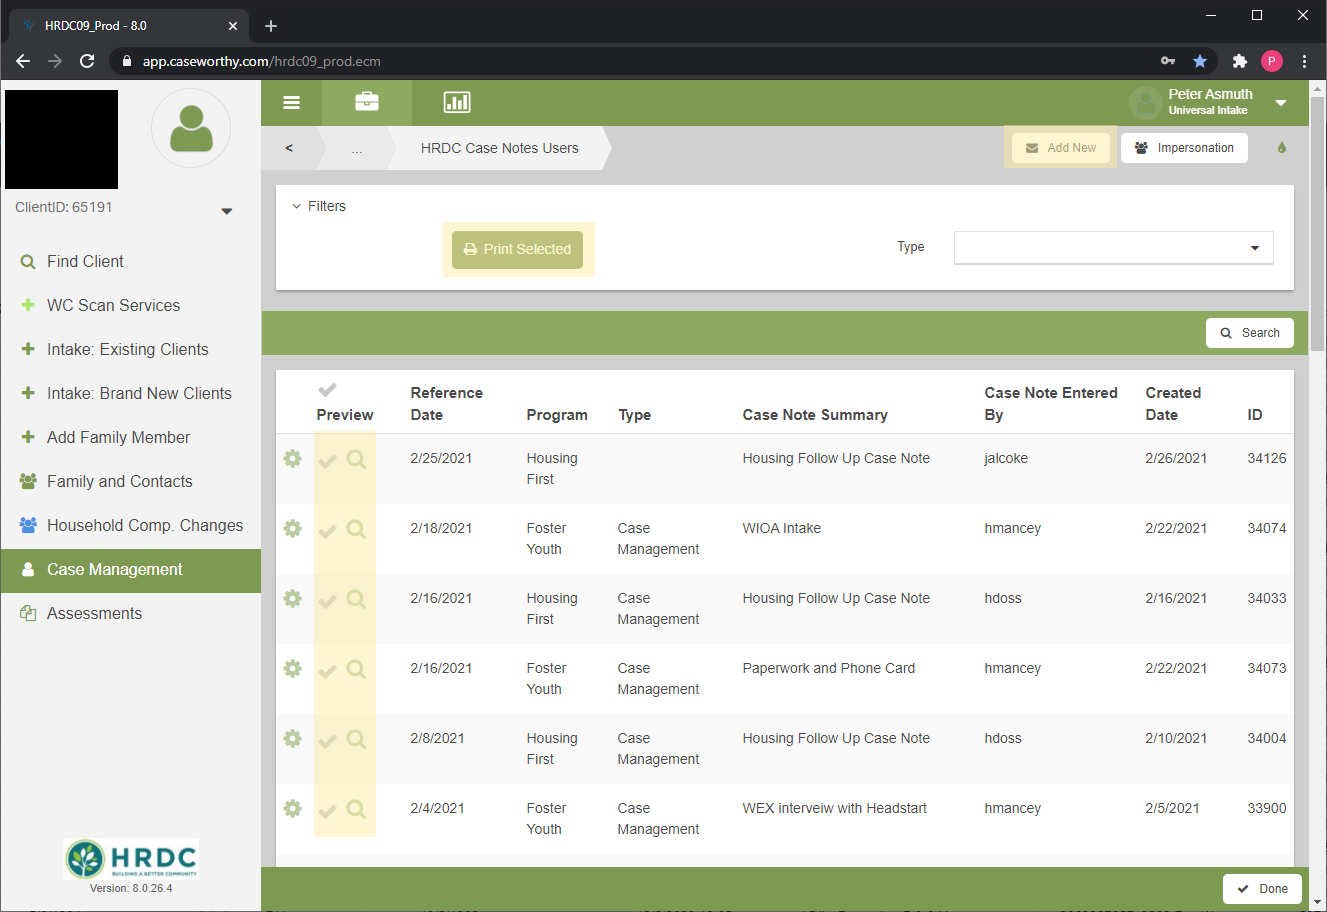 HRDC09_Prod - 8.0
app.caseworthy.com/hrdc09_prod.ecm
P
ClientID: 65191
Find Client
WC Scan Services
Intake: Existing Clients
Intake: Brand New Clients
Add Family Member
Family and Contacts
Household Comp. Changes
Case Management
Assessments
HRDC
BUILDING A BETTER COMMUNITY
Version: 8.0.26.4
Peter Asmuth
Universal Intake
< ... HRDC Case Notes Users
Add New Impersonation
Filters
Print Selected Type
Search
Preview Reference Date Program Type Case Note Summary Case Note Entered By Created Date ID
2/25/2021 Housing First Housing Follow Up Case Note jalcoke 2/26/2021 34126
2/18/2021 Foster Youth Case Management WIOA Intake hmancey 2/22/2021 34074
2/16/2021 Housing First Case Management Housing Follow Up Case Note hdoss 2/16/2021 34033
2/16/2021 Foster Youth Case Management Paperwork and Phone Card hmancey 2/22/2021 34073
2/8/2021 Housing First Case Management Housing Follow Up Case Note hdoss 2/10/2021 34004
2/4/2021 Foster Youth Case Management WEX interveiw with Headstart hmancey 2/5/2021 33900
Done